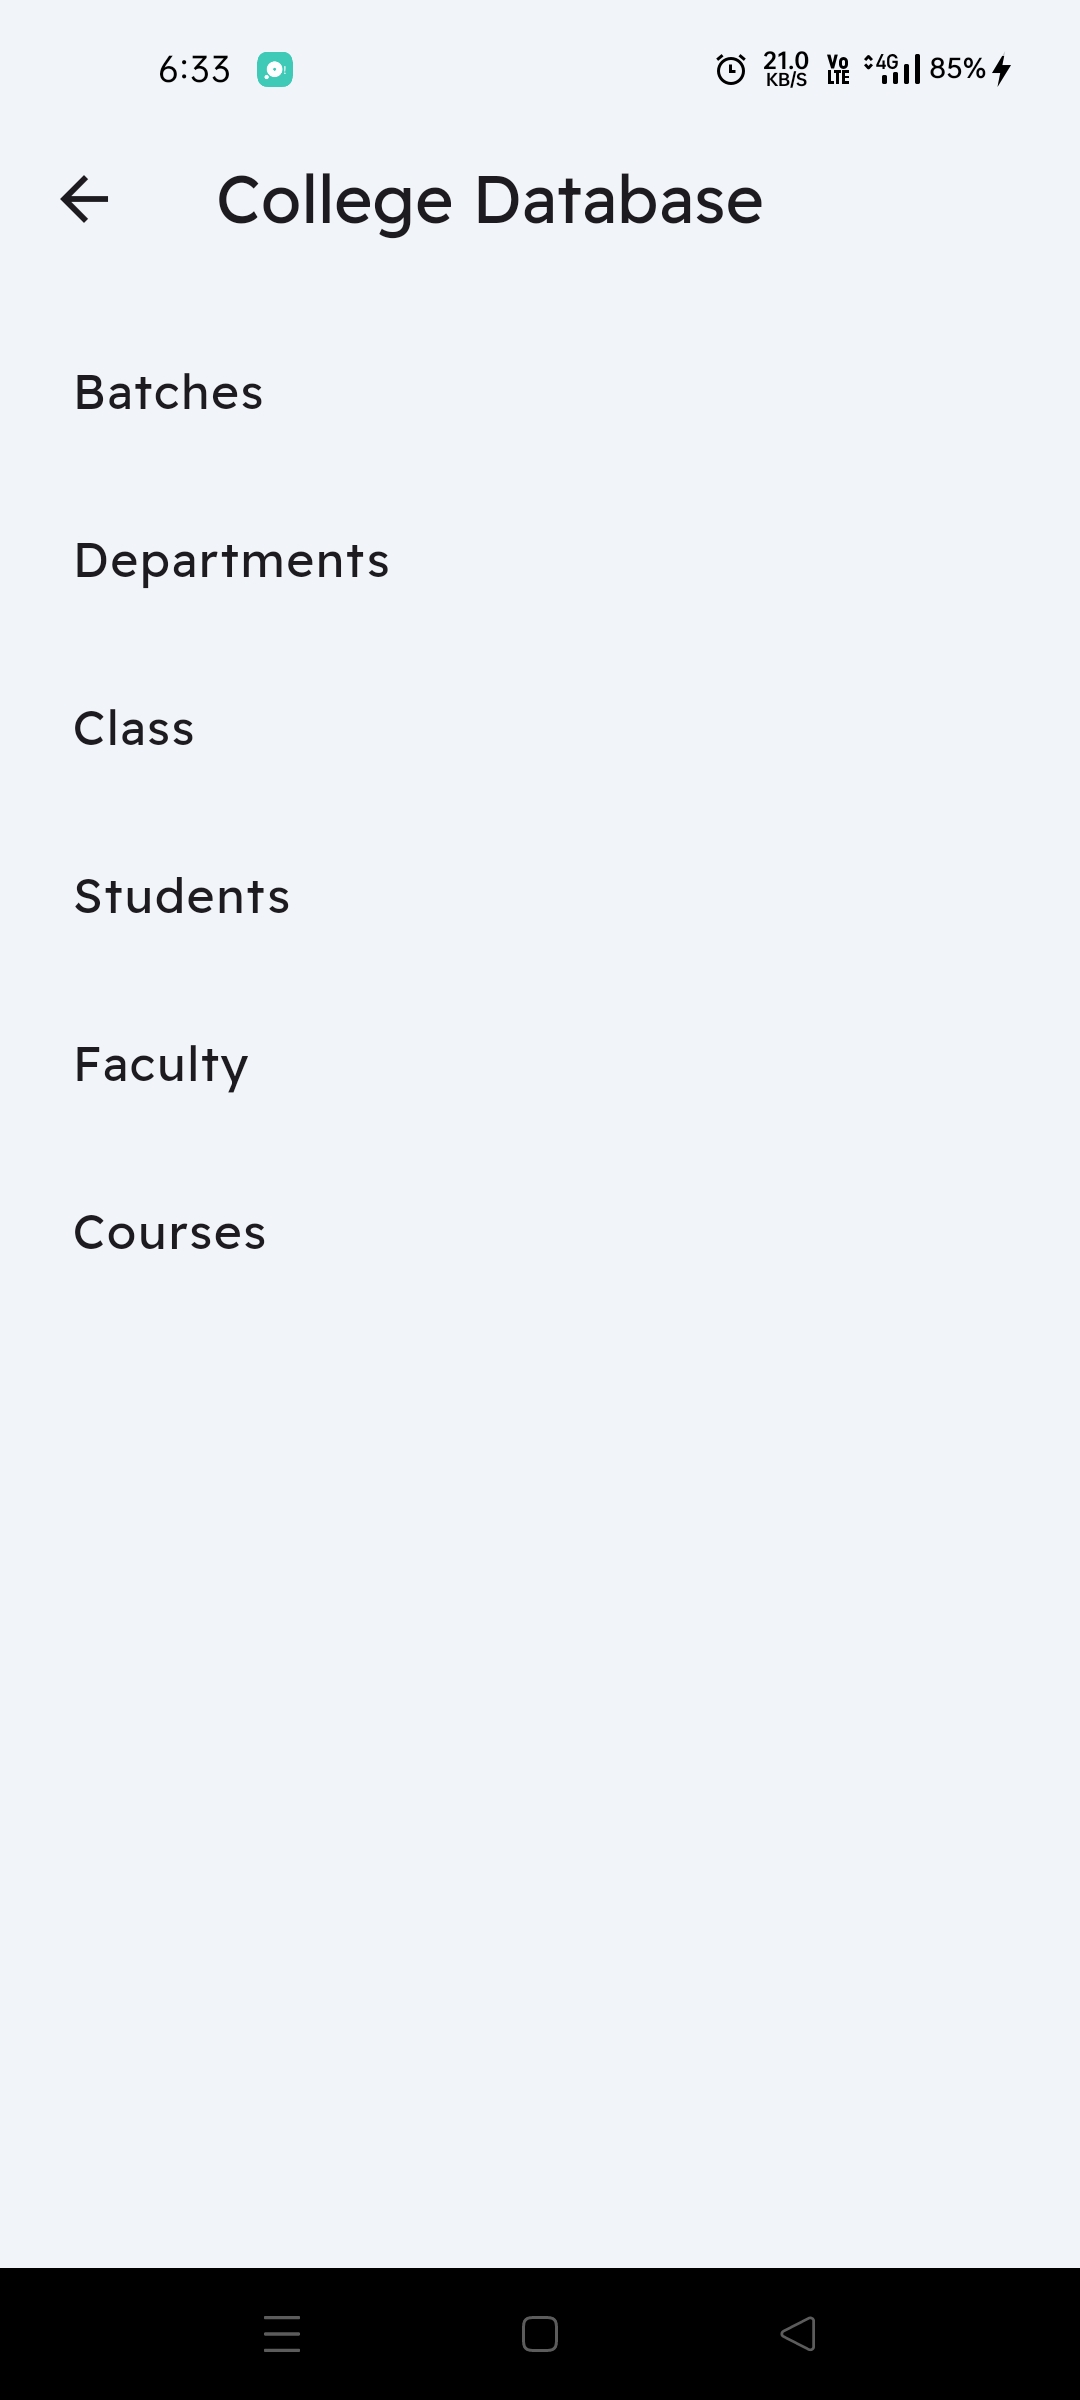 6:33
21.0 KB/S Vo LTE 4G 85%
College Database
Batches
Departments
Class
Students
Faculty
Courses